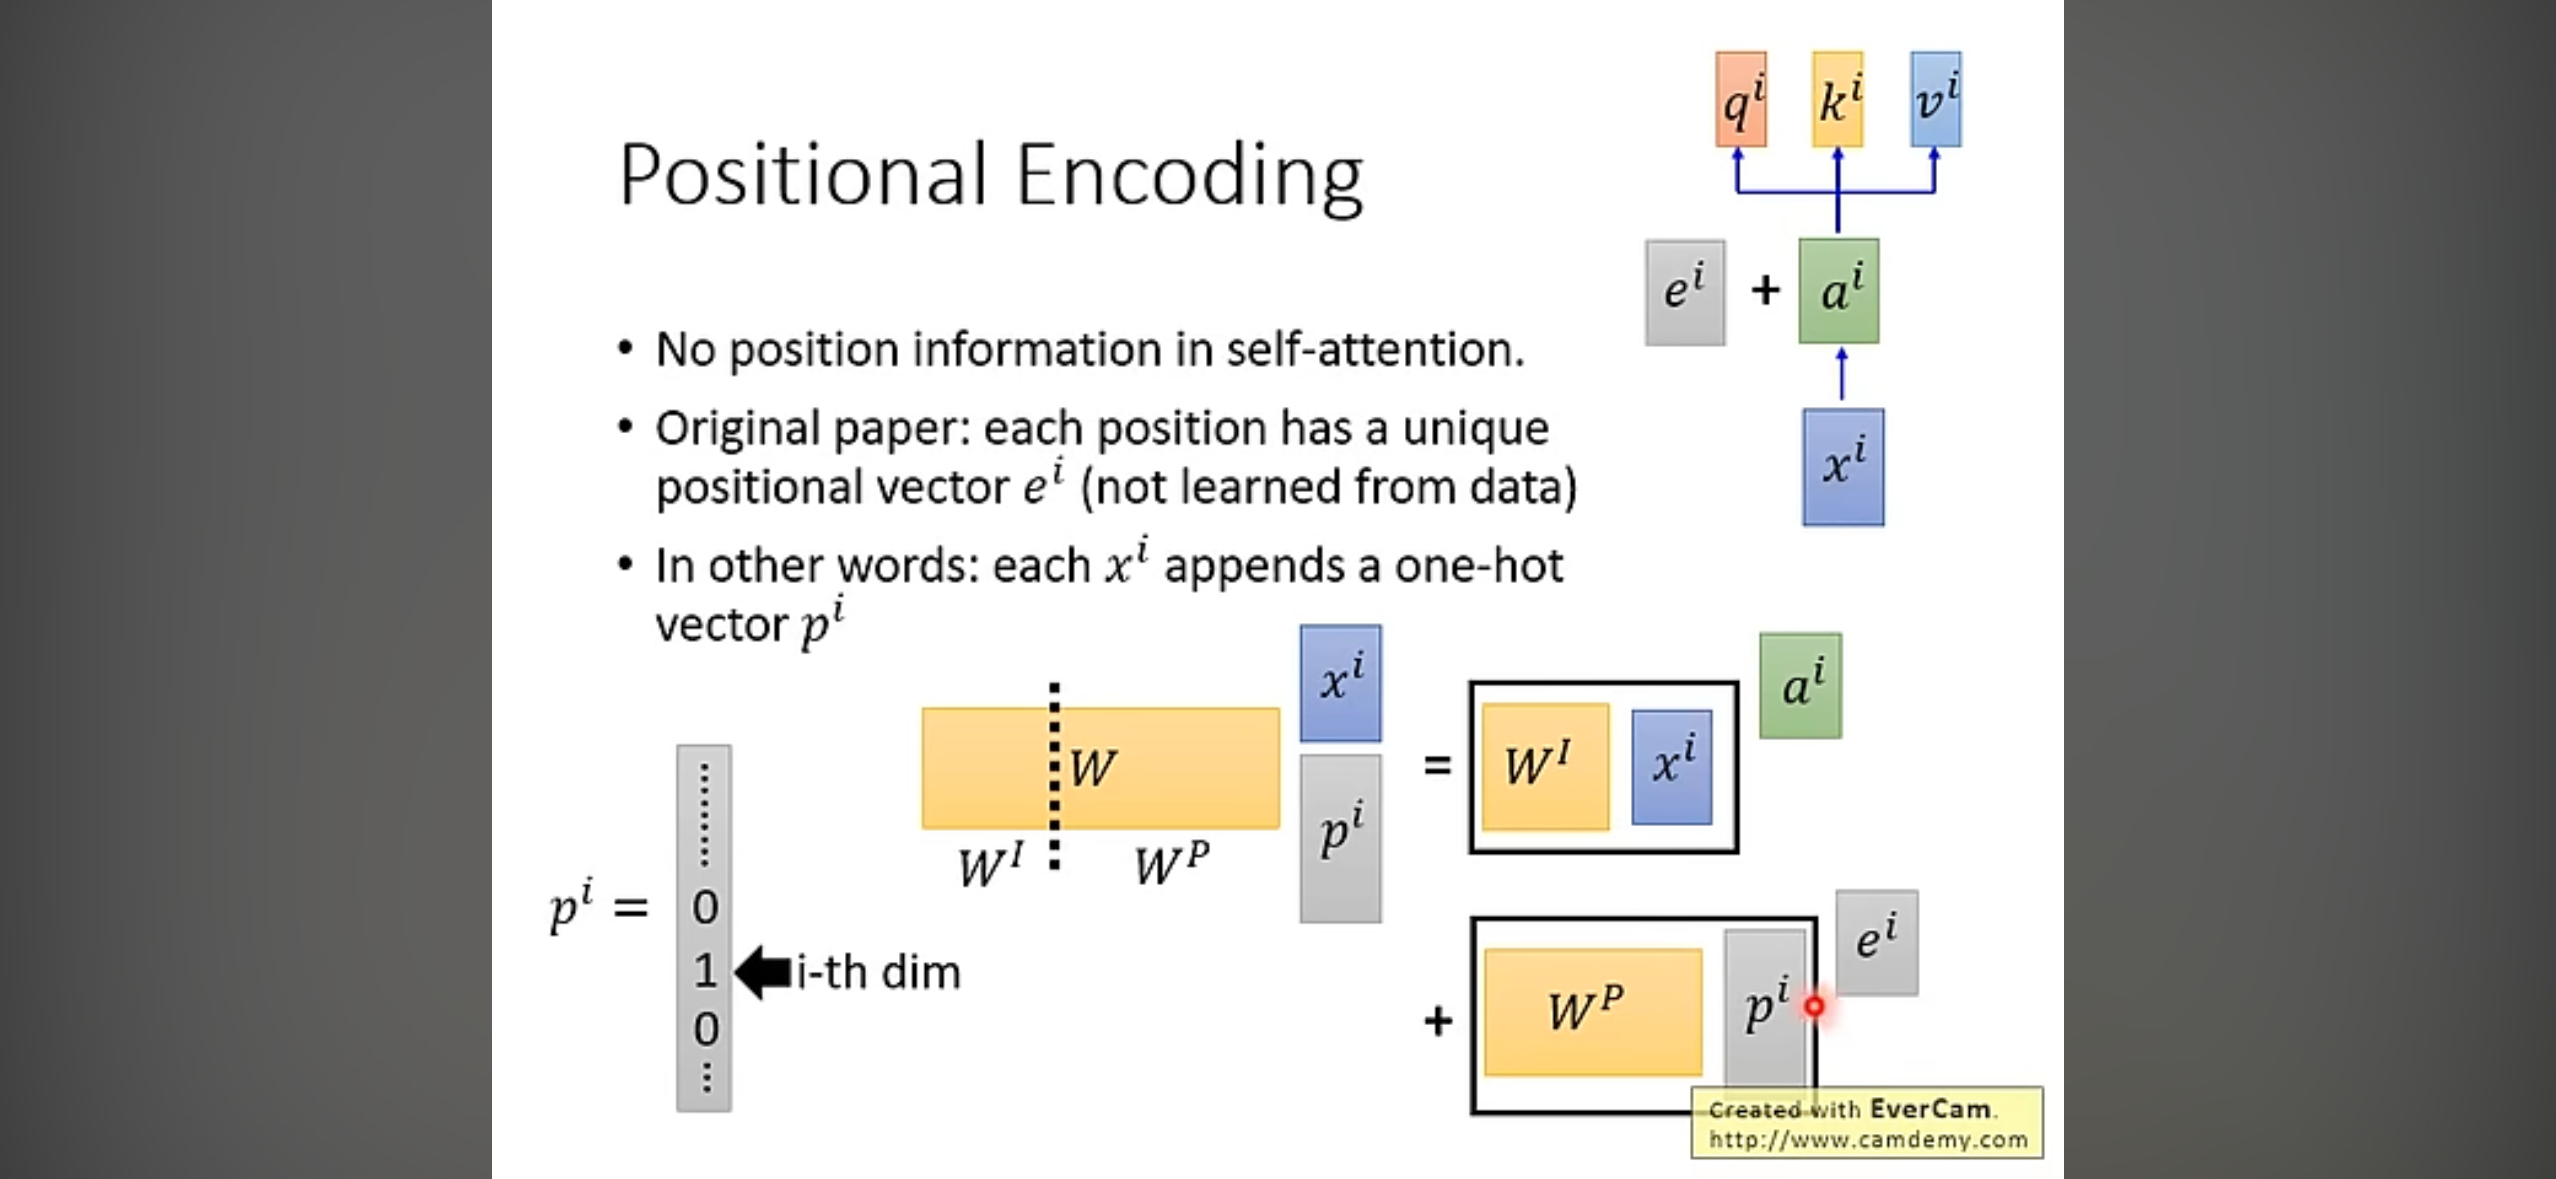 q^i k^i v^i
Positional Encoding
e^i + a^i
• No position information in self-attention.
x^i
• Original paper: each position has a unique
positional vector e^i (not learned from data)
• In other words: each x^i appends a one-hot
vector p^i
x^i
a^i
W
=
W^I x^i
p^i
W^I W^P
p^i =
0
1
0
i-th dim
e^i
+
W^P p^i
Created with EverCam.
http://www.camdemy.com